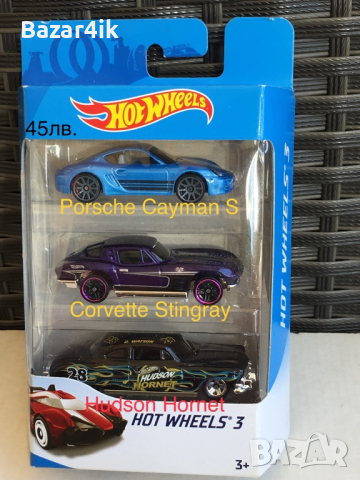 Bazar4ik
HOT WHEELS
45лв.
Porsche Cayman S
Corvette Stingray
28
HUDSON
HORNET
Hudson Hornet
HOT WHEELS® 3
HOT WHEELS® 3
3+
BAZAR